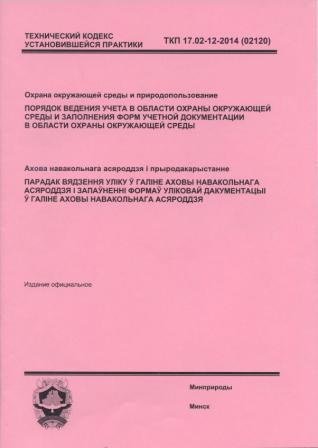 ТЕХНИЧЕСКИЙ КОДЕКС
УСТАНОВИВШЕЙСЯ ПРАКТИКИ
ТКП 17.02-12-2014 (02120)
Охрана окружающей среды и природопользование
ПОРЯДОК ВЕДЕНИЯ УЧЕТА В ОБЛАСТИ ОХРАНЫ ОКРУЖАЮЩЕЙ
СРЕДЫ И ЗАПОЛНЕНИЯ ФОРМ УЧЕТНОЙ ДОКУМЕНТАЦИИ
В ОБЛАСТИ ОХРАНЫ ОКРУЖАЮЩЕЙ СРЕДЫ
Ахова навакольнага асяроддзя і прыродакарыстанне
ПАРАДАК ВЯДЗЕННЯ УЛІКУ Ў ГАЛІНЕ АХОВЫ НАВАКОЛЬНАГА
АСЯРОДДЗЯ І ЗАПАЎНЕННІ ФОРМАЎ УЛІКОВАЙ ДАКУМЕНТАЦЫІ
Ў ГАЛІНЕ АХОВЫ НАВАКОЛЬНАГА АСЯРОДДЗЯ
Издание официальное
Минприроды
Минск